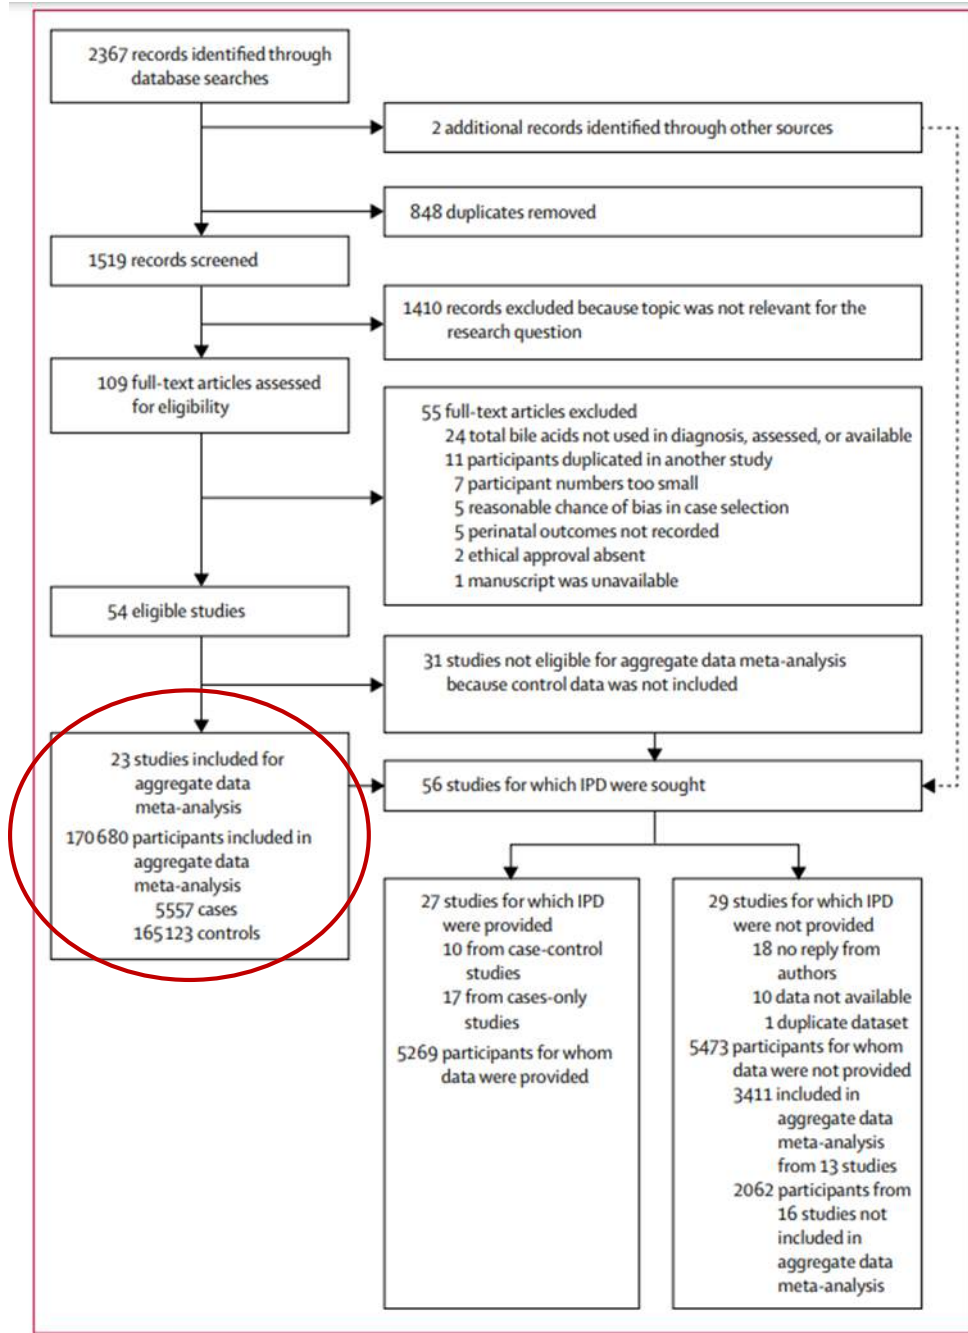 2367 records identified through
database searches
2 additional records identified through other sources
848 duplicates removed
1519 records screened
1410 records excluded because topic was not relevant for the
research question
109 full-text articles assessed
for eligibility
55 full-text articles excluded
24 total bile acids not used in diagnosis, assessed, or available
11 participants duplicated in another study
7 participant numbers too small
5 reasonable chance of bias in case selection
5 perinatal outcomes not recorded
2 ethical approval absent
1 manuscript was unavailable
54 eligible studies
31 studies not eligible for aggregate data meta-analysis
because control data was not included
23 studies included for
aggregate data
meta-analysis
170 680 participants included in
aggregate data
meta-analysis
5557 cases
165 123 controls
56 studies for which IPD were sought
27 studies for which IPD
were provided
10 from case-control
studies
17 from cases-only
studies
5269 participants for whom
data were provided
29 studies for which IPD
were not provided
18 no reply from
authors
10 data not available
1 duplicate dataset
5473 participants for whom
data were not provided
3411 included in
aggregate data
meta-analysis
from 13 studies
2062 participants from
16 studies not
included in
aggregate data
meta-analysis